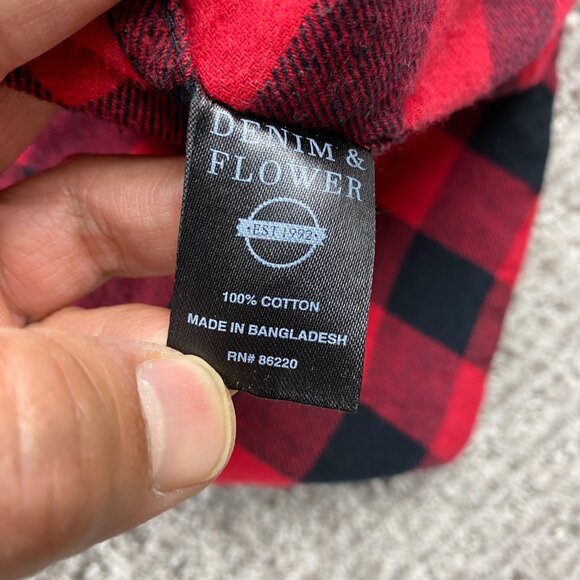 DENIM &
FLOWER
• EST 1992 •
100% COTTON
MADE IN BANGLADESH
RN# 86220